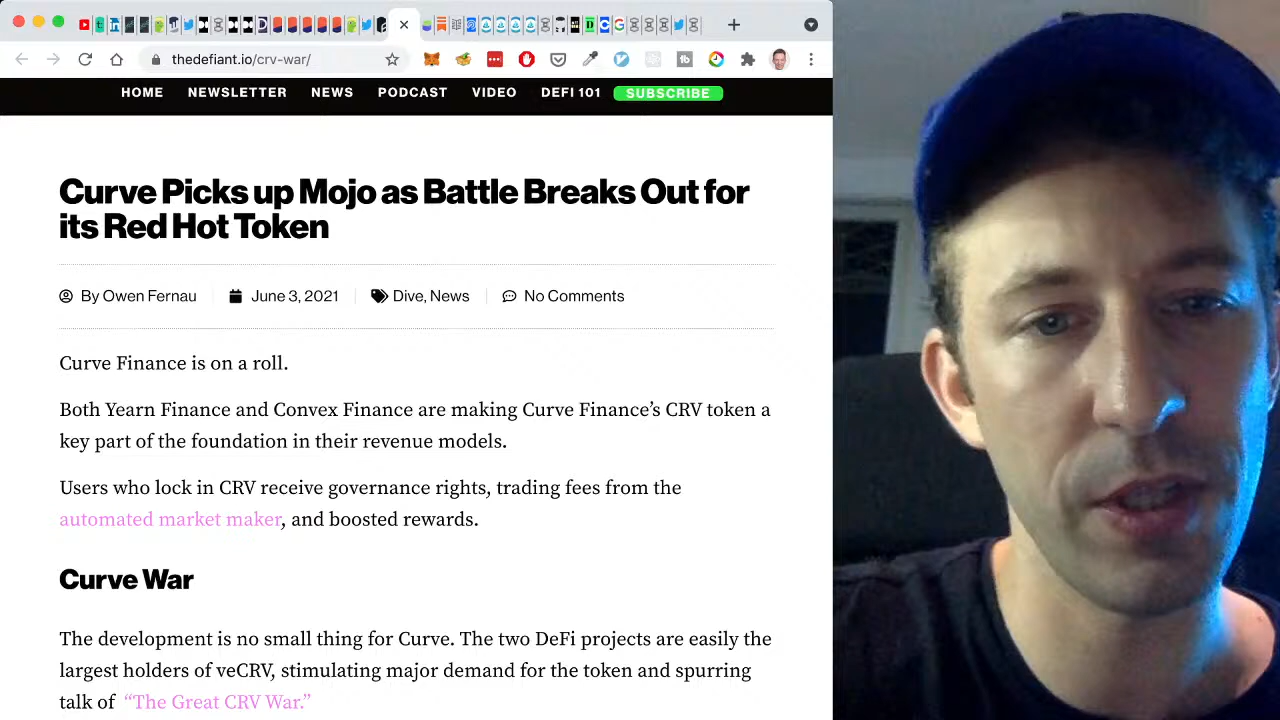 thedefiant.io/crv-war/
HOME NEWSLETTER NEWS PODCAST VIDEO DEFI 101 SUBSCRIBE
Curve Picks up Mojo as Battle Breaks Out for
its Red Hot Token
By Owen Fernau June 3, 2021 Dive, News No Comments
Curve Finance is on a roll.
Both Yearn Finance and Convex Finance are making Curve Finance’s CRV token a
key part of the foundation in their revenue models.
Users who lock in CRV receive governance rights, trading fees from the
automated market maker, and boosted rewards.
Curve War
The development is no small thing for Curve. The two DeFi projects are easily the
largest holders of veCRV, stimulating major demand for the token and spurring
talk of “The Great CRV War.”